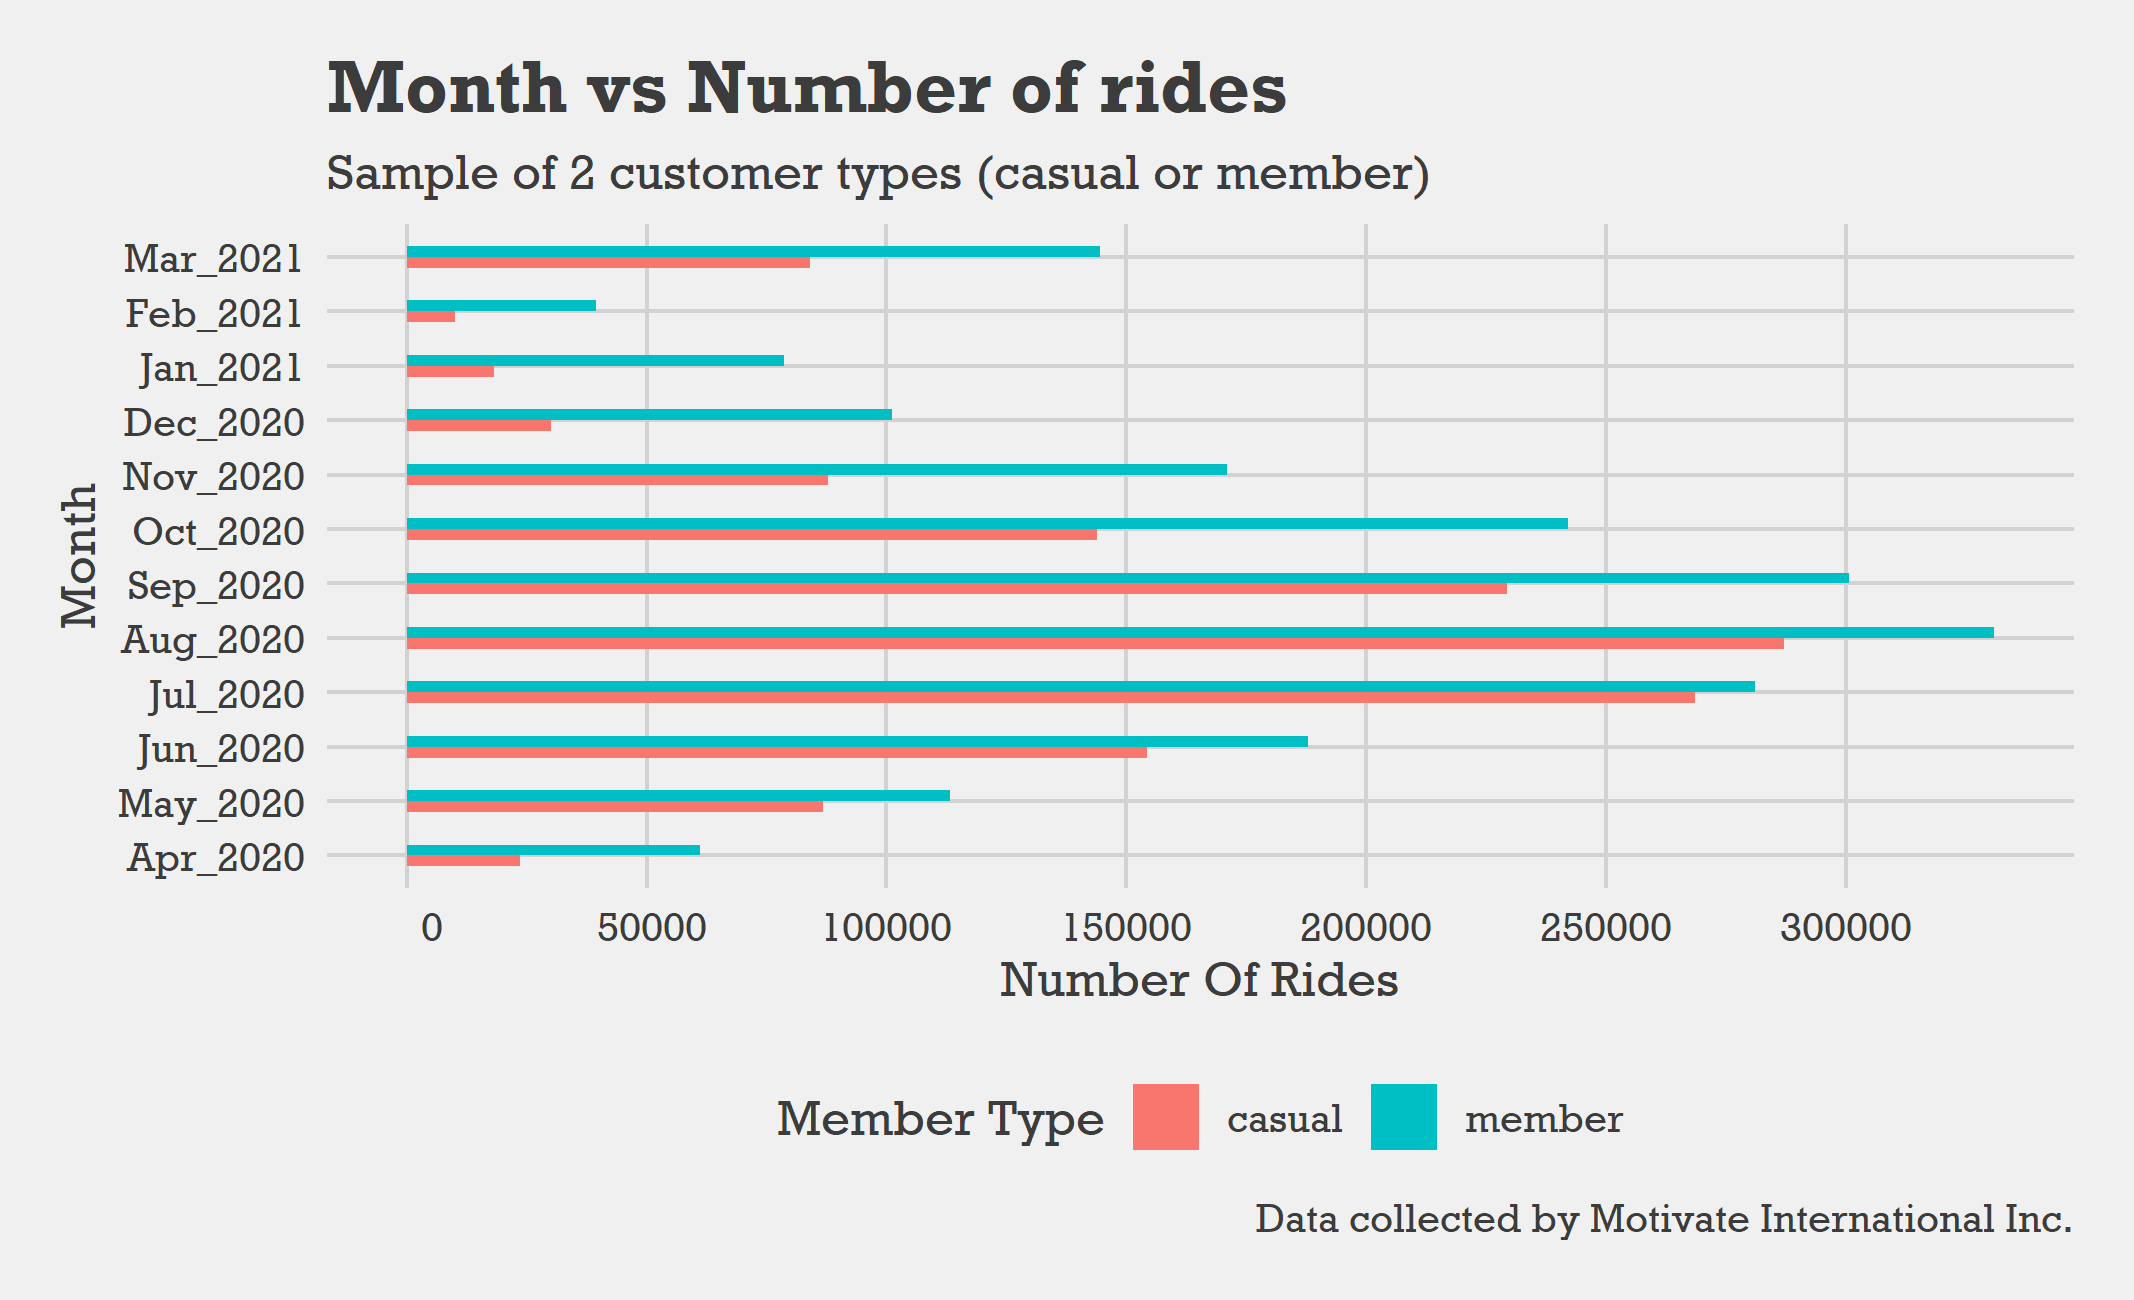 Month vs Number of rides
Sample of 2 customer types (casual or member)
Mar_2021
Feb_2021
Jan_2021
Dec_2020
Nov_2020
Oct_2020
Sep_2020
Aug_2020
Jul_2020
Jun_2020
May_2020
Apr_2020
Month
0 50000 100000 150000 200000 250000 300000
Number Of Rides
Member Type casual member
Data collected by Motivate International Inc.